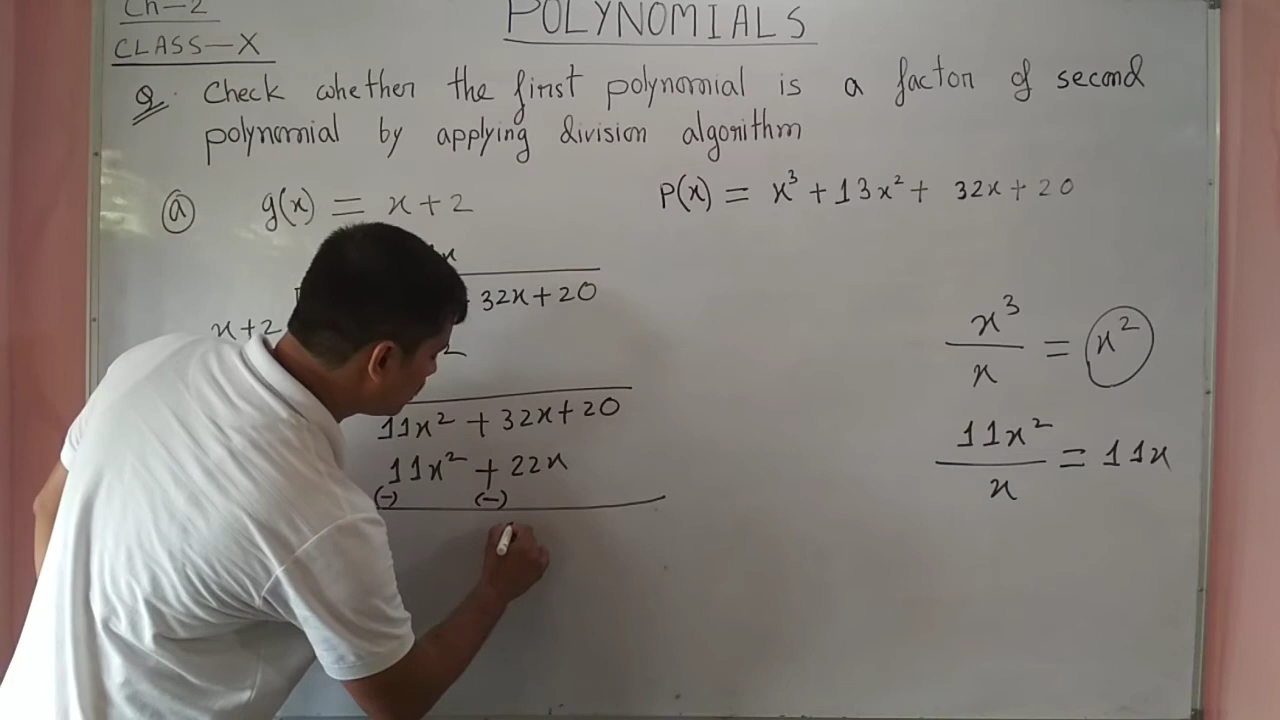 Ch-2
POLYNOMIALS
CLASS-X
Q. Check whether the first polynomial is a factor of second
polynomial by applying division algorithm
(a) g(x) = x+2 P(x) = x³ + 13x² + 32x + 20
x
32x + 20
x+2
2
11x² + 32x + 20
11x² + 22x
(-) (-)
x³/x = x²
11x²/x = 11x